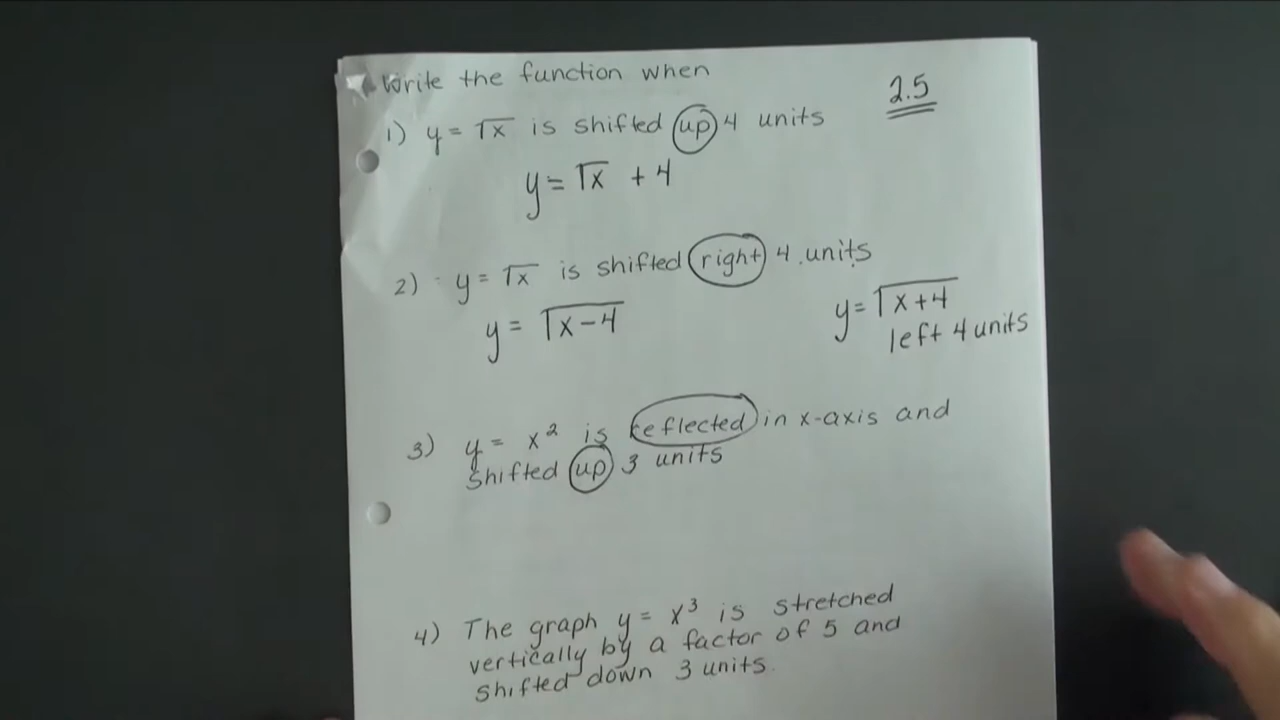 Write the function when
2.5
1) y = √x is shifted up 4 units
y = √x + 4
2) y = √x is shifted right 4 units
y = √x-4
y = √x+4
left 4 units
3) y = x² is reflected in x-axis and
shifted up 3 units
4) The graph y = x³ is stretched
vertically by a factor of 5 and
shifted down 3 units.